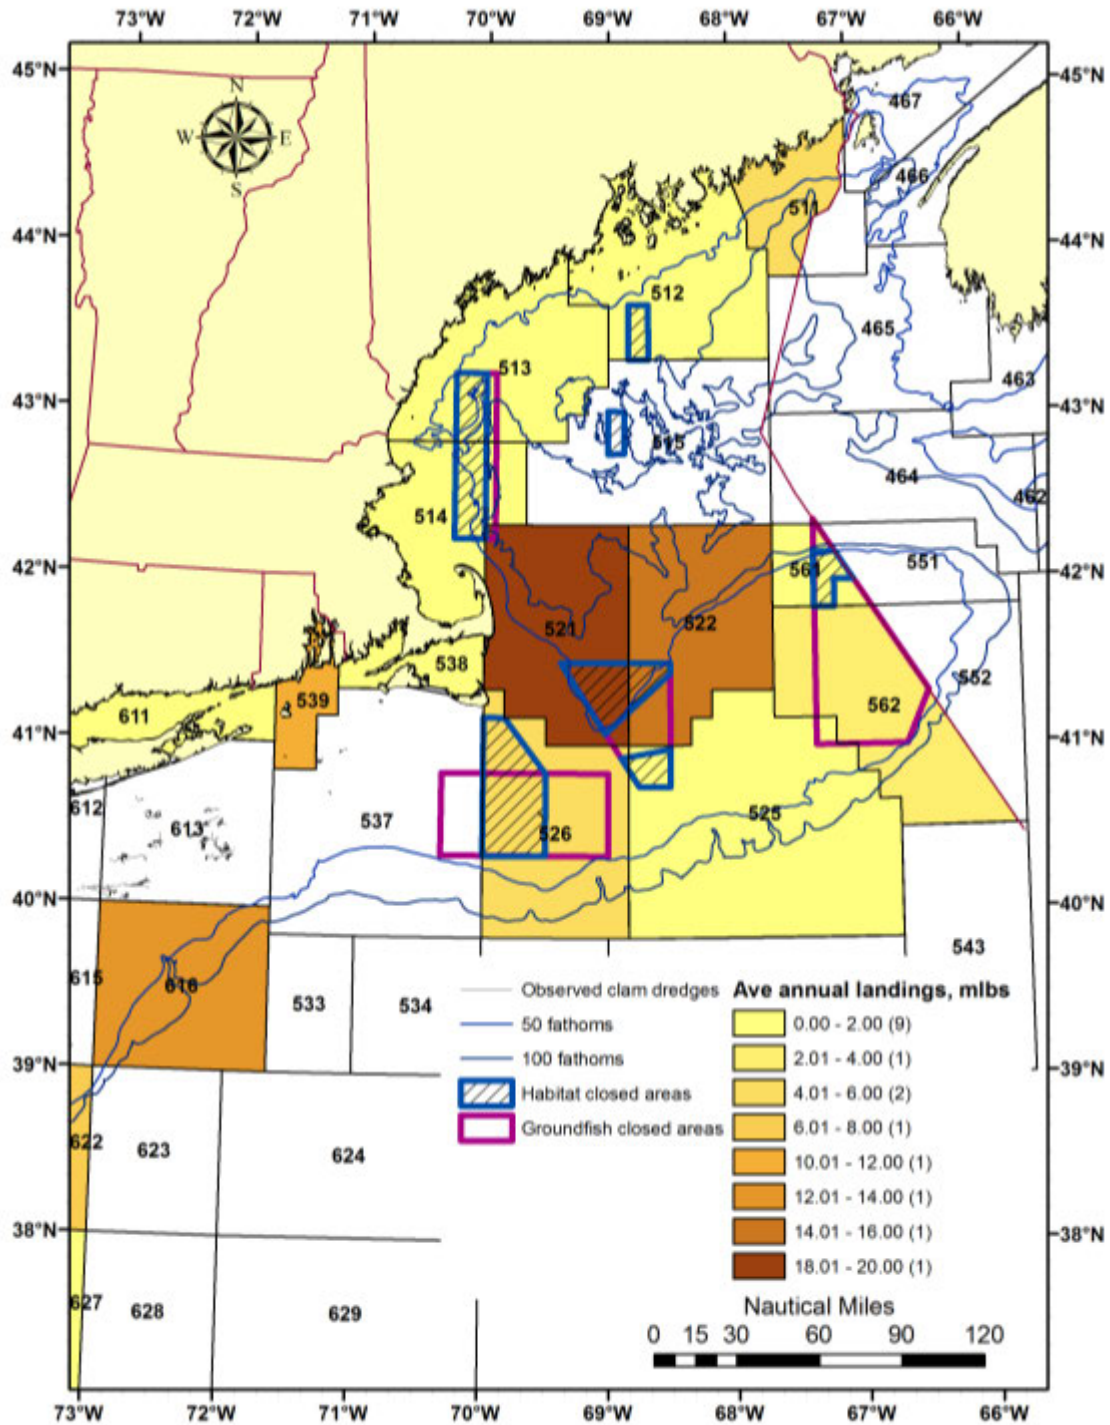 73°W 72°W 71°W 70°W 69°W 68°W 67°W 66°W
45°N 45°N
N
W E
S
467
466
511
44°N 44°N
512
465
513
463
43°N 43°N
515
464
462
514
42°N 42°N
561 551
521 522
538
552
539
562
611
41°N 41°N
612
613 537 526 525
40°N 40°N
543
615 616
533 534
39°N 39°N
622 623 624
38°N 38°N
627 628 629
Observed clam dredges
50 fathoms
100 fathoms
Habitat closed areas
Groundfish closed areas
Ave annual landings, mlbs
0.00 - 2.00 (9)
2.01 - 4.00 (1)
4.01 - 6.00 (2)
6.01 - 8.00 (1)
10.01 - 12.00 (1)
12.01 - 14.00 (1)
14.01 - 16.00 (1)
18.01 - 20.00 (1)
Nautical Miles
0 15 30 60 90 120
73°W 72°W 71°W 70°W 69°W 68°W 67°W 66°W